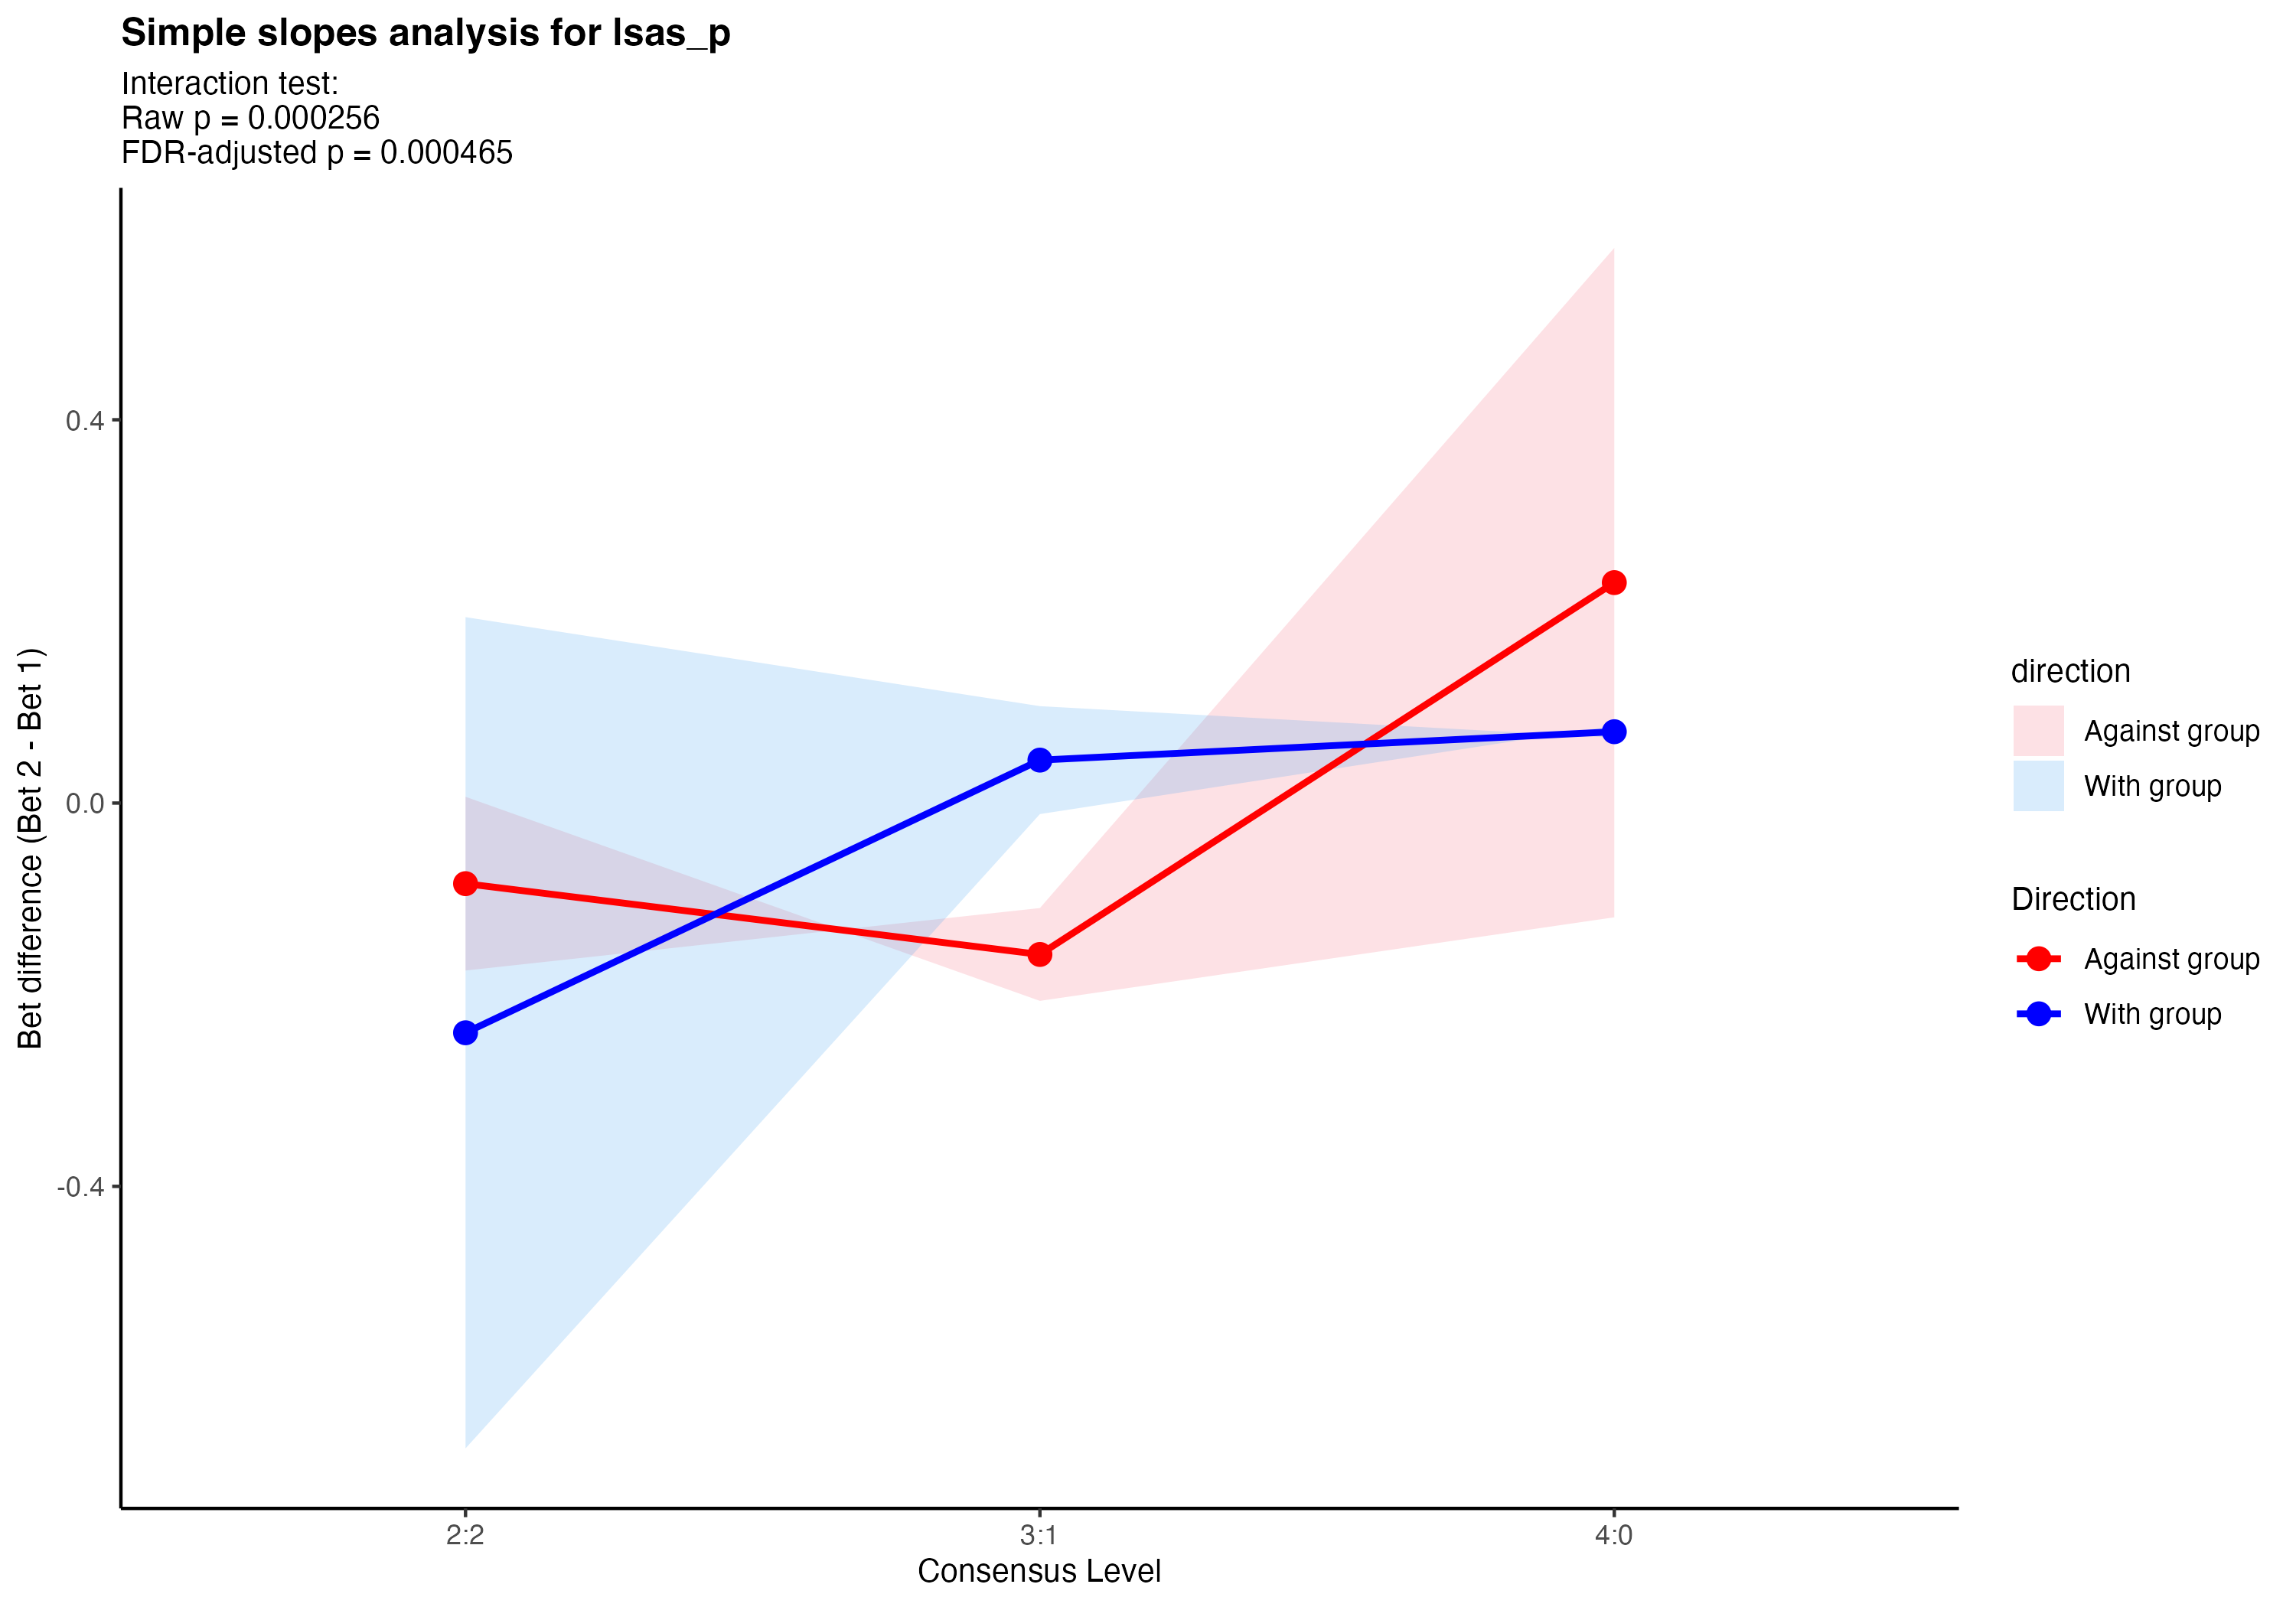 Simple slopes analysis for lsas_p
Interaction test:
Raw p = 0.000256
FDR-adjusted p = 0.000465
Bet difference (Bet 2 - Bet 1)
0.4
0.0
-0.4
2:2
3:1
4:0
Consensus Level
direction
Against group
With group
Direction
Against group
With group